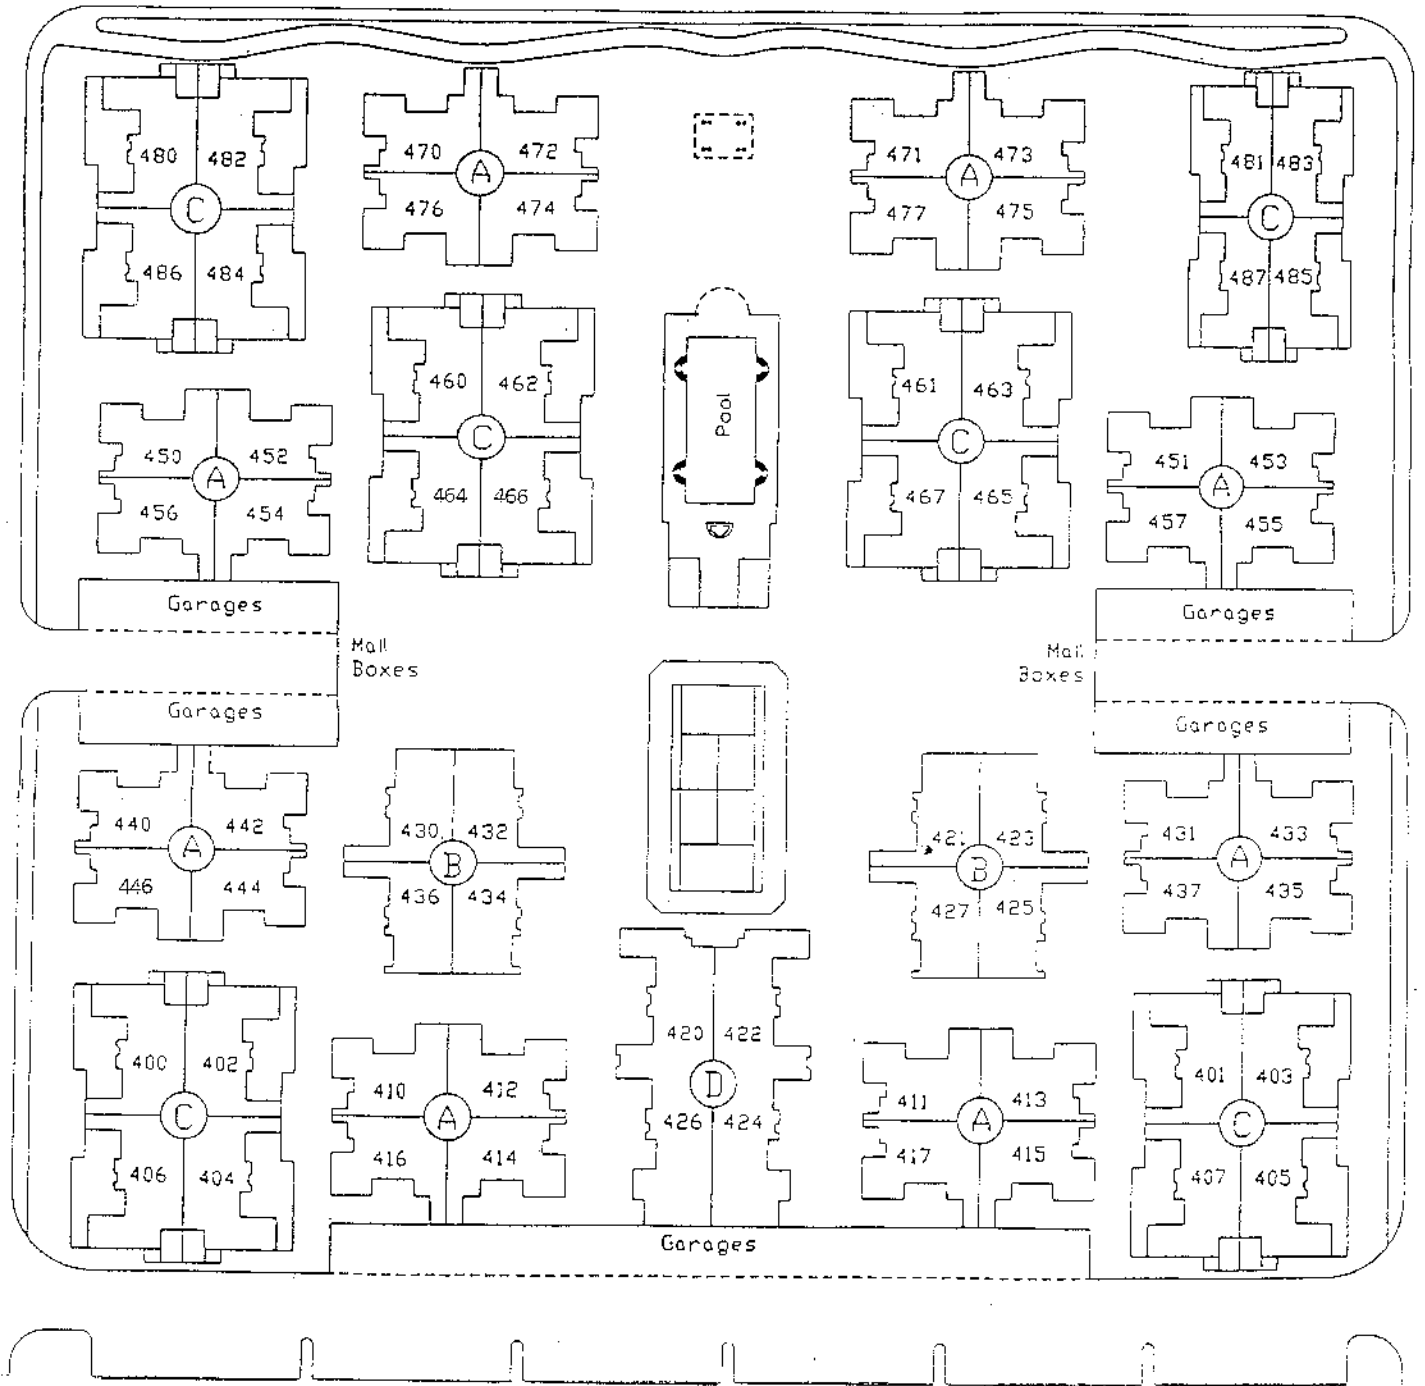 480 482
C
486 484
470 472
A
476 474
471 473
A
477 475
481 483
C
487 485
460 462
C
464 466
Pool
461 463
C
467 465
450 452
A
456 454
451 453
A
457 455
Garages
Garages
Mail
Boxes
Mail
Boxes
Garages
Garages
440 442
A
446 444
430 432
B
436 434
421 423
B
427 425
431 433
A
437 435
400 402
C
406 404
410 412
A
416 414
420 422
D
426 424
411 413
A
417 415
401 403
C
407 405
Garages